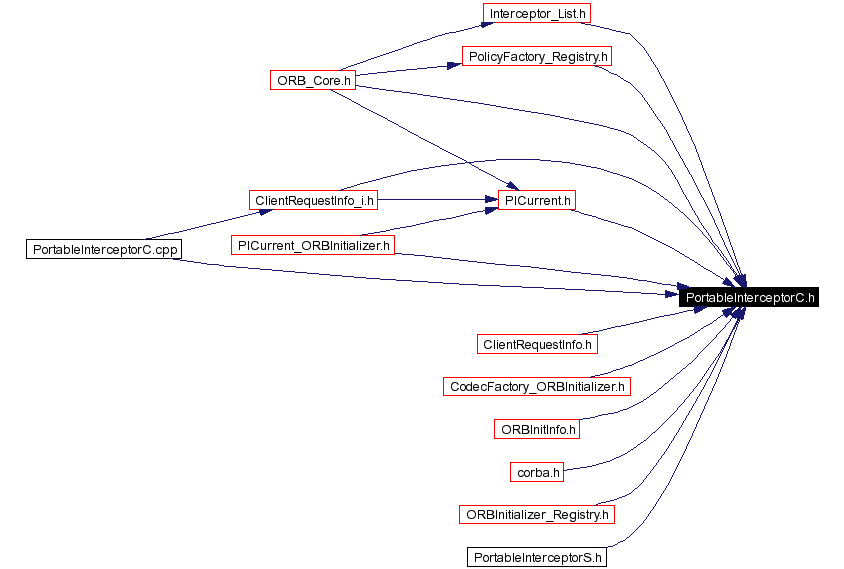 Interceptor_List.h
PolicyFactory_Registry.h
ORB_Core.h
ClientRequestInfo_i.h
PICurrent.h
PICurrent_ORBInitializer.h
PortableInterceptorC.cpp
PortableInterceptorC.h
ClientRequestInfo.h
CodecFactory_ORBInitializer.h
ORBInitInfo.h
corba.h
ORBInitializer_Registry.h
PortableInterceptorS.h